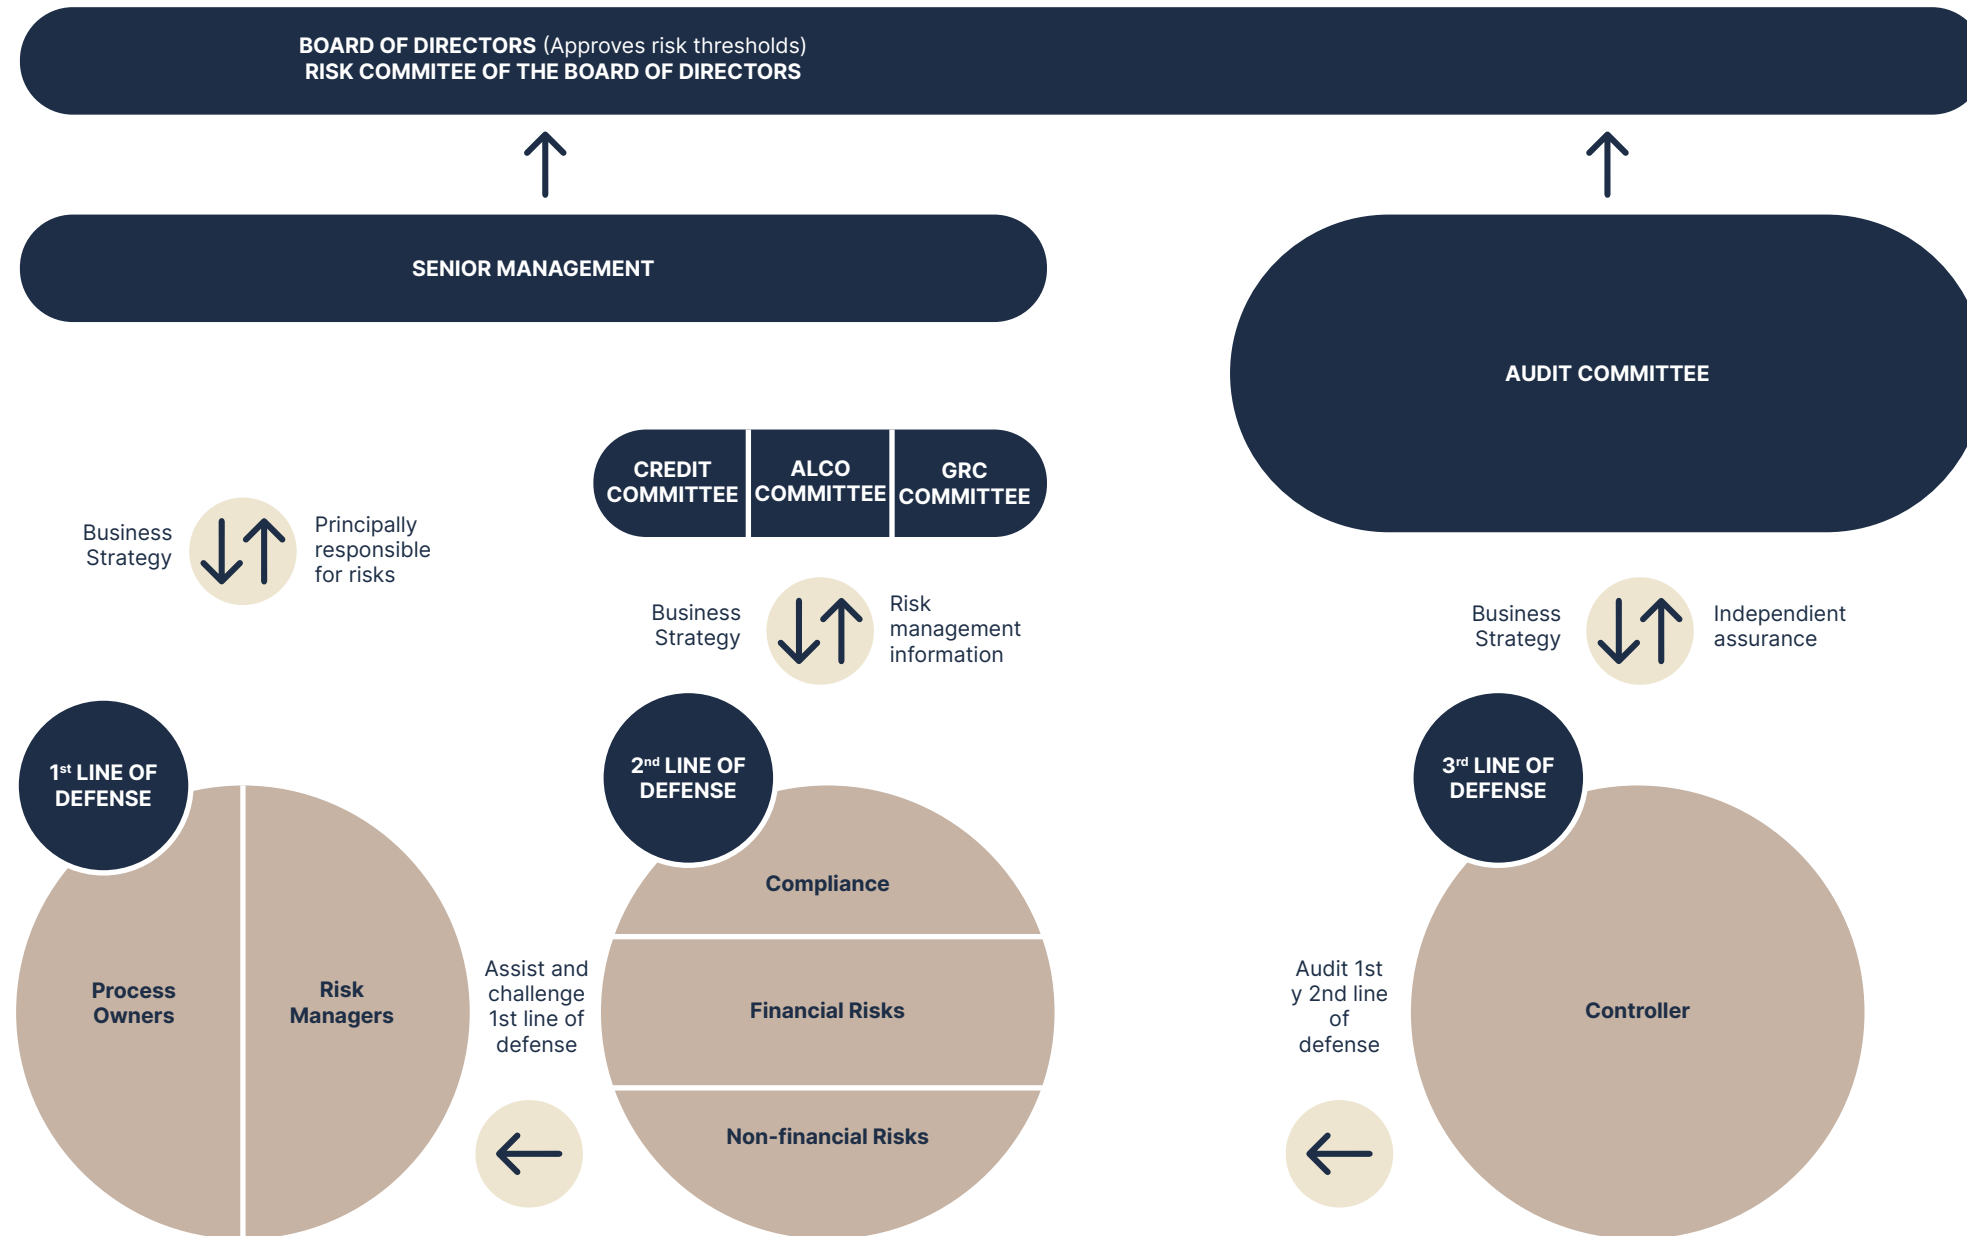 BOARD OF DIRECTORS (Approves risk thresholds)
RISK COMMITEE OF THE BOARD OF DIRECTORS
SENIOR MANAGEMENT
AUDIT COMMITTEE
CREDIT
COMMITTEE
ALCO
COMMITTEE
GRC
COMMITTEE
Business
Strategy
Principally
responsible
for risks
Business
Strategy
Risk
management
information
Business
Strategy
Independient
assurance
1st LINE OF
DEFENSE
2nd LINE OF
DEFENSE
3rd LINE OF
DEFENSE
Process
Owners
Risk
Managers
Assist and
challenge
1st line of
defense
Compliance
Financial Risks
Non-financial Risks
Audit 1st
y 2nd line
of
defense
Controller